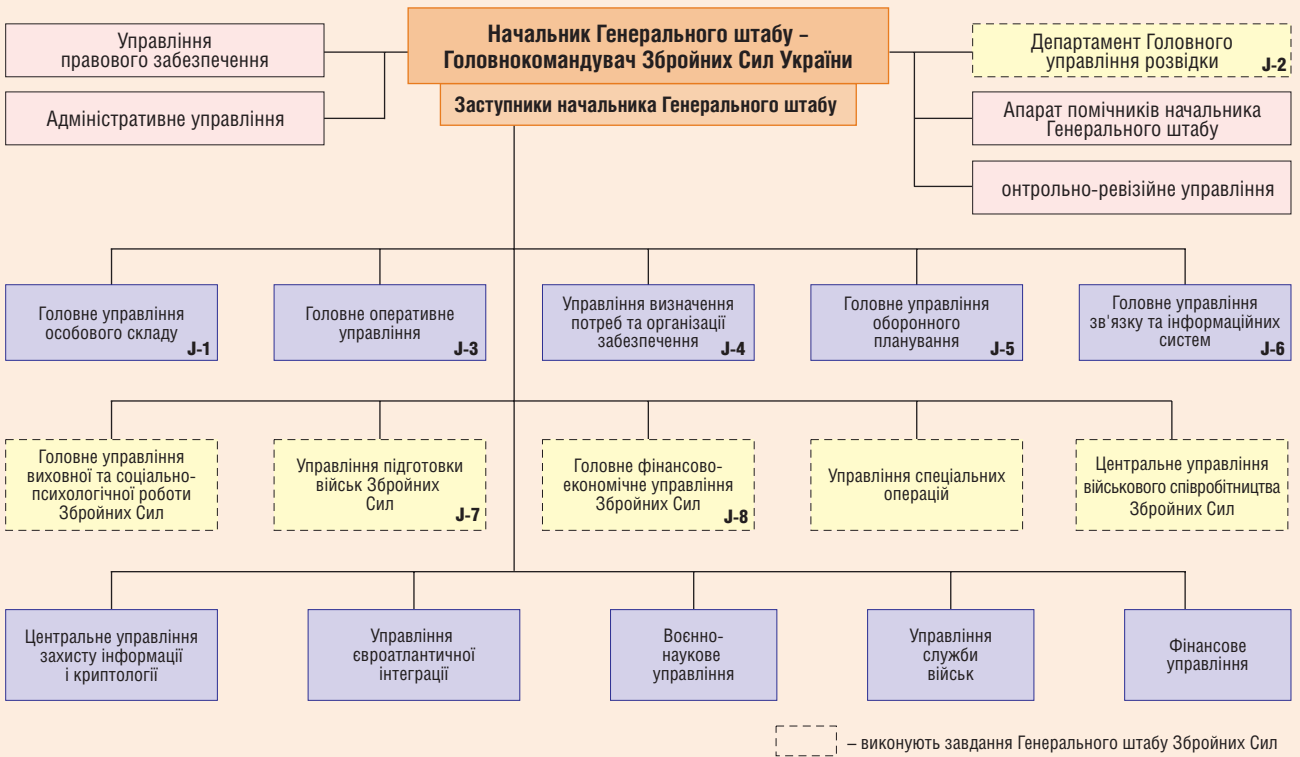 Управління
правового забезпечення
Адміністративне управління
Начальник Генерального штабу –
Головнокомандувач Збройних Сил України
Заступники начальника Генерального штабу
Департамент Головного
управління розвідки
J-2
Апарат помічників начальника
Генерального штабу
онтрольно-ревізійне управління
Головне управління
особового складу
J-1
Головне оперативне
управління
J-3
Управління визначення
потреб та організації
забезпечення
J-4
Головне управління
оборонного
планування
J-5
Головне управління
зв'язку та інформаційних
систем
J-6
Головне управління
виховної та соціально-
психологічної роботи
Збройних Сил
Управління підготовки
військ Збройних
Сил
J-7
Головне фінансово-
економічне управління
Збройних Сил
J-8
Управління спеціальних
операцій
Центральне управління
військового співробітництва
Збройних Сил
Центральне управління
захисту інформації
і криптології
Управління
євроатлантичної
інтеграції
Воєнно-
наукове
управління
Управління
служби
військ
Фінансове
управління
– виконують завдання Генерального штабу Збройних Сил